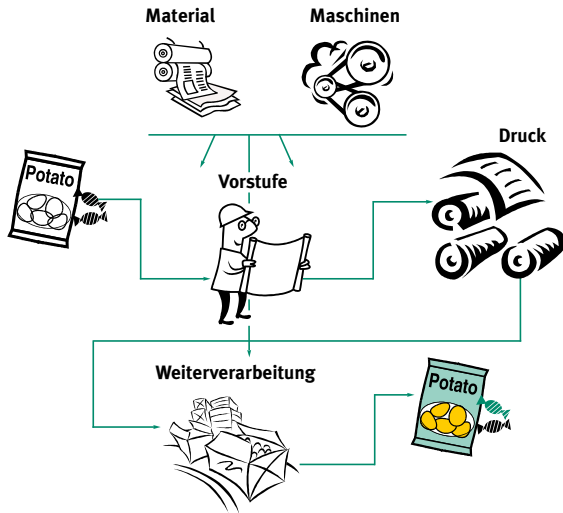 Material
Maschinen
Druck
Vorstufe
Potato
Weiterverarbeitung
Potato